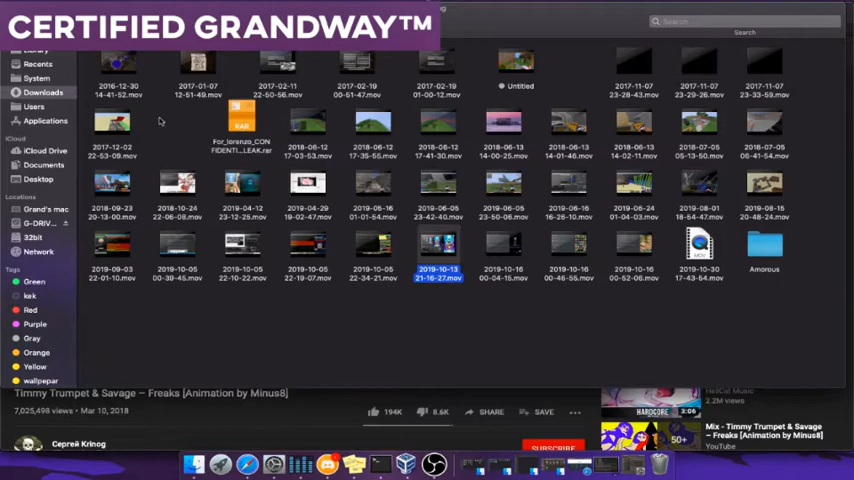 CERTIFIED GRANDWAY™
Search
Search
Library
Recents
System
Downloads
Users
Applications
iCloud
iCloud Drive
Documents
Desktop
Locations
Grand's mac
G-DRIV...
32bit
Network
Tags
Green
kek
Red
Purple
Gray
Orange
Yellow
wallpepar
2016-12-30 14-41-52.mov
2017-01-07 12-51-49.mov
2017-02-11 22-50-56.mov
2017-02-19 00-51-47.mov
2017-02-19 01-00-12.mov
Untitled
2017-11-07 23-28-43.mov
2017-11-07 23-29-26.mov
2017-11-07 23-33-59.mov
RAR
2017-12-02 22-53-09.mov
For_lorenzo_CONFIDENTI...LEAK.rar
2018-06-12 17-03-53.mov
2018-06-12 17-35-55.mov
2018-06-12 17-41-30.mov
2018-06-13 14-00-25.mov
2018-06-13 14-01-46.mov
2018-06-13 14-02-11.mov
2018-07-05 05-13-50.mov
2018-07-05 06-41-54.mov
2018-09-23 20-13-00.mov
2018-10-24 22-06-08.mov
2019-04-12 23-12-25.mov
2019-04-29 19-02-47.mov
2019-05-16 01-01-54.mov
2019-06-05 23-42-40.mov
2019-06-05 23-50-06.mov
2019-06-16 16-26-10.mov
2019-06-24 01-04-03.mov
2019-08-01 18-54-47.mov
2019-08-15 20-48-24.mov
MOV
2019-09-03 22-01-10.mov
2019-10-05 00-39-45.mov
2019-10-05 22-10-22.mov
2019-10-05 22-19-07.mov
2019-10-05 22-34-21.mov
2019-10-13 21-16-27.mov
2019-10-16 00-04-15.mov
2019-10-16 00-46-55.mov
2019-10-16 00-52-06.mov
2019-10-30 17-43-54.mov
Amorous
Timmy Trumpet & Savage – Freaks [Animation by Minus8]
7,025,498 views • Mar 10, 2018
194K
8.6K
SHARE
SAVE
Сергей Krinog
SUBSCRIBE
HARDCORE
3:06
HellCat Music
2.2M views
50+
Mix - Timmy Trumpet & Savage – Freaks [Animation by Minus8]
YouTube